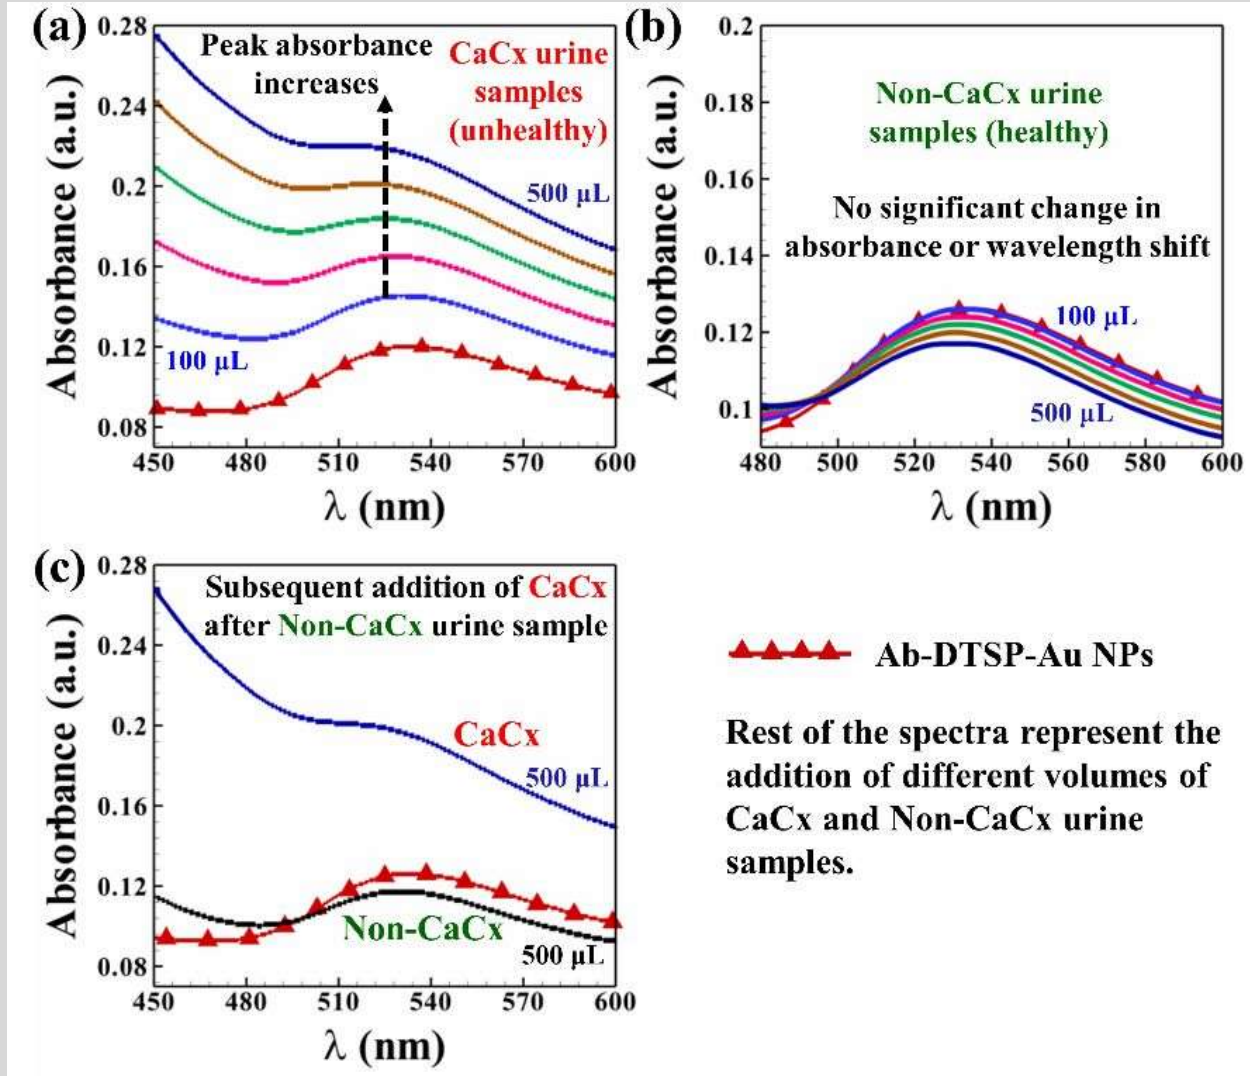 (a)
Absorbance (a.u.)
0.28
0.24
0.2
0.16
0.12
0.08
Peak absorbance
increases
CaCx urine
samples
(unhealthy)
500 μL
100 μL
450 480 510 540 570 600
λ (nm)
(b)
Absorbance (a.u.)
0.2
0.18
0.16
0.14
0.12
0.1
Non-CaCx urine
samples (healthy)
No significant change in
absorbance or wavelength shift
100 μL
500 μL
480 500 520 540 560 580 600
λ (nm)
(c)
Absorbance (a.u.)
0.28
0.24
0.2
0.16
0.12
0.08
Subsequent addition of CaCx
after Non-CaCx urine sample
CaCx
500 μL
Non-CaCx
500 μL
450 480 510 540 570 600
λ (nm)
Ab-DTSP-Au NPs
Rest of the spectra represent the
addition of different volumes of
CaCx and Non-CaCx urine
samples.